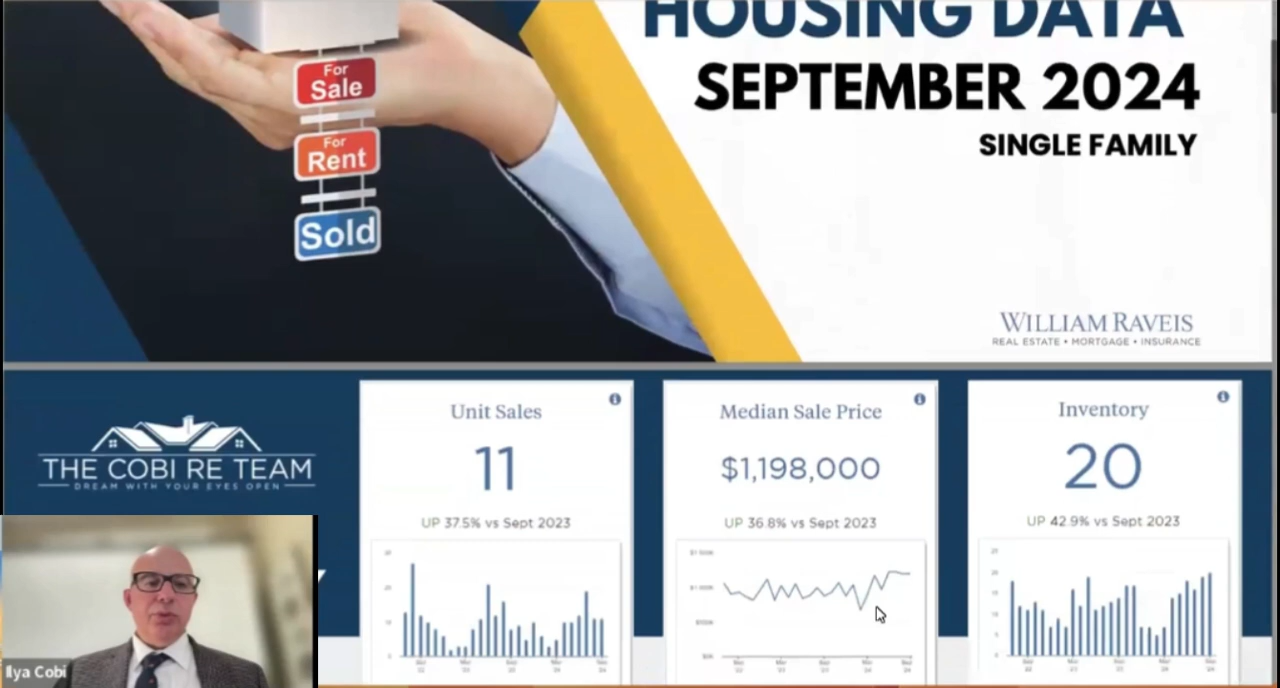 HOUSING DATA
SEPTEMBER 2024
SINGLE FAMILY
For
Sale
For
Rent
Sold
WILLIAM RAVEIS
REAL ESTATE • MORTGAGE • INSURANCE
THE COBI RE TEAM
DREAM WITH YOUR EYES OPEN
Unit Sales
11
UP 37.5% vs Sept 2023
Median Sale Price
$1,198,000
UP 36.8% vs Sept 2023
Inventory
20
UP 42.9% vs Sept 2023
Ilya Cobi